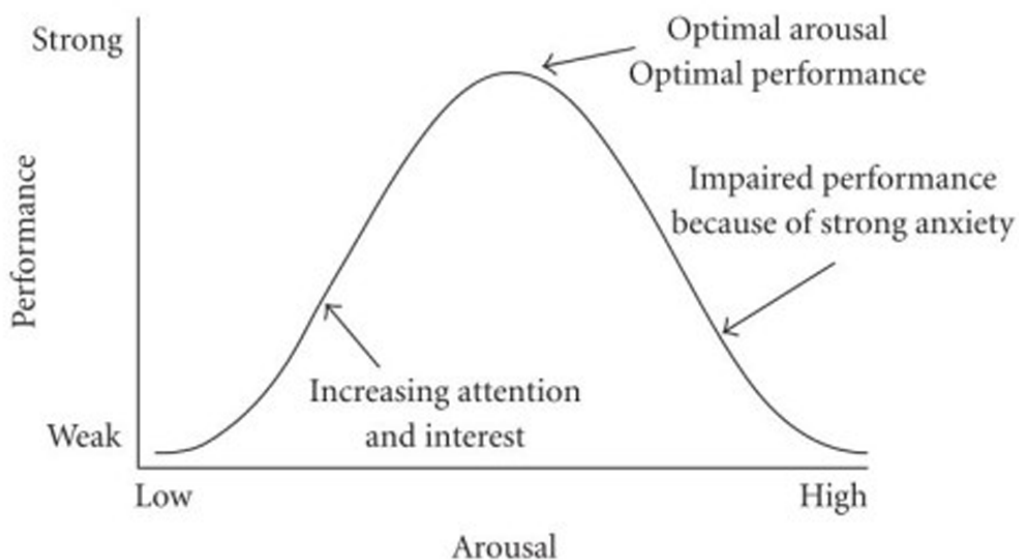 Strong
Optimal arousal
Optimal performance
Impaired performance
because of strong anxiety
Performance
Increasing attention
and interest
Weak
Low
High
Arousal